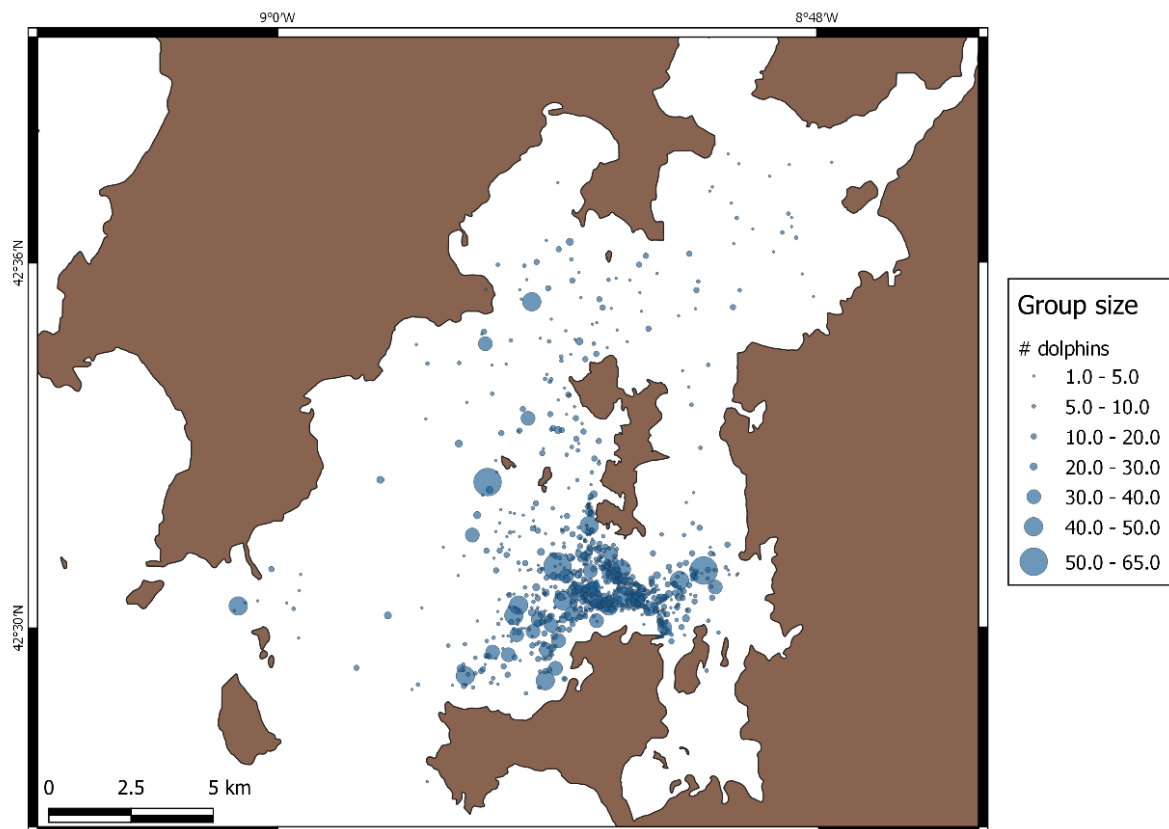 9°0′W 8°48′W
42°36′N
42°30′N
Group size
# dolphins
1.0 - 5.0
5.0 - 10.0
10.0 - 20.0
20.0 - 30.0
30.0 - 40.0
40.0 - 50.0
50.0 - 65.0
0 2.5 5 km